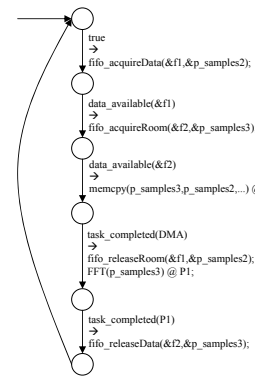 true
→
fifo_acquireData(&f1,&p_samples2);
data_available(&f1)
→
fifo_acquireRoom(&f2,&p_samples3)
data_available(&f2)
→
memcpy(p_samples3,p_samples2,...) @
task_completed(DMA)
→
fifo_releaseRoom(&f1,&p_samples2);
FFT(p_samples3) @ P1;
task_completed(P1)
→
fifo_releaseData(&f2,&p_samples3);